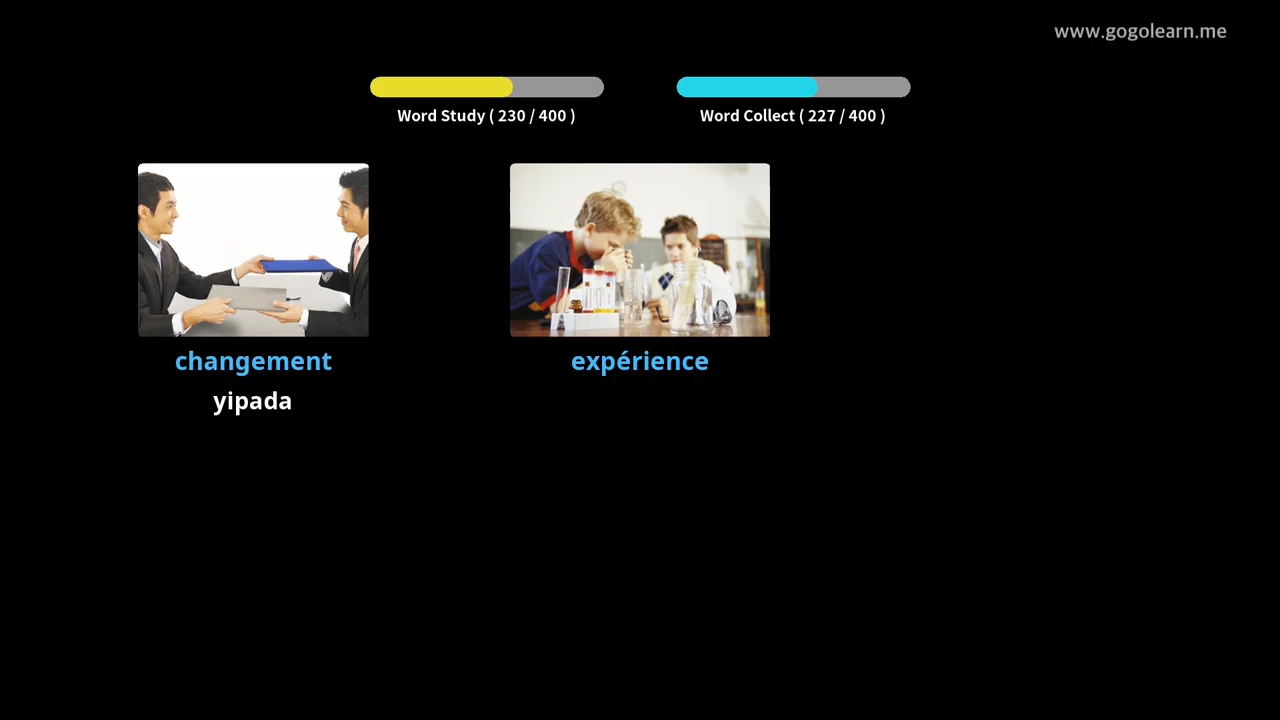 www.gogolearn.me
Word Study ( 230 / 400 )
Word Collect ( 227 / 400 )
changement
expérience
yipada